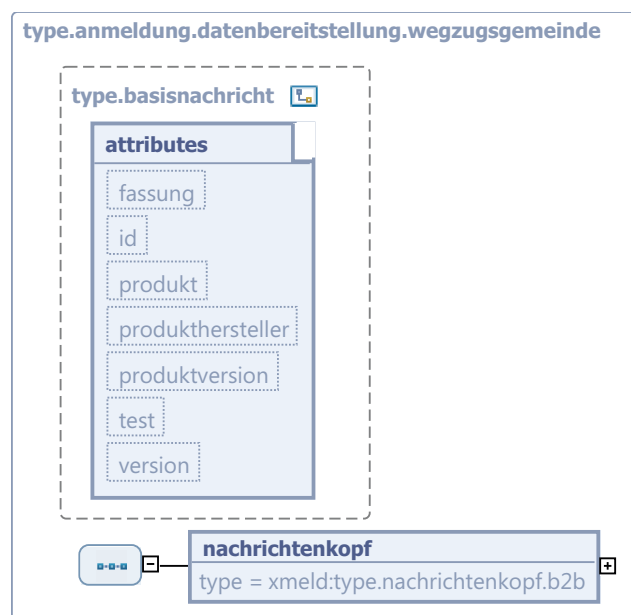 type.anmeldung.datenbereitstellung.wegzugsgemeinde
type.basisnachricht
attributes
fassung
id
produkt
produkthersteller
produktversion
test
version
nachrichtenkopf
type = xmeld:type.nachrichtenkopf.b2b